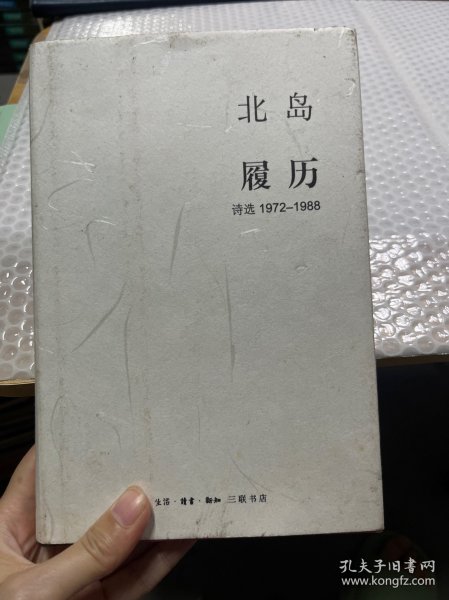 北岛
履历
诗选 1972–1988
生活·讀書·新知 三联书店
孔夫子旧书网
www.kongfz.com